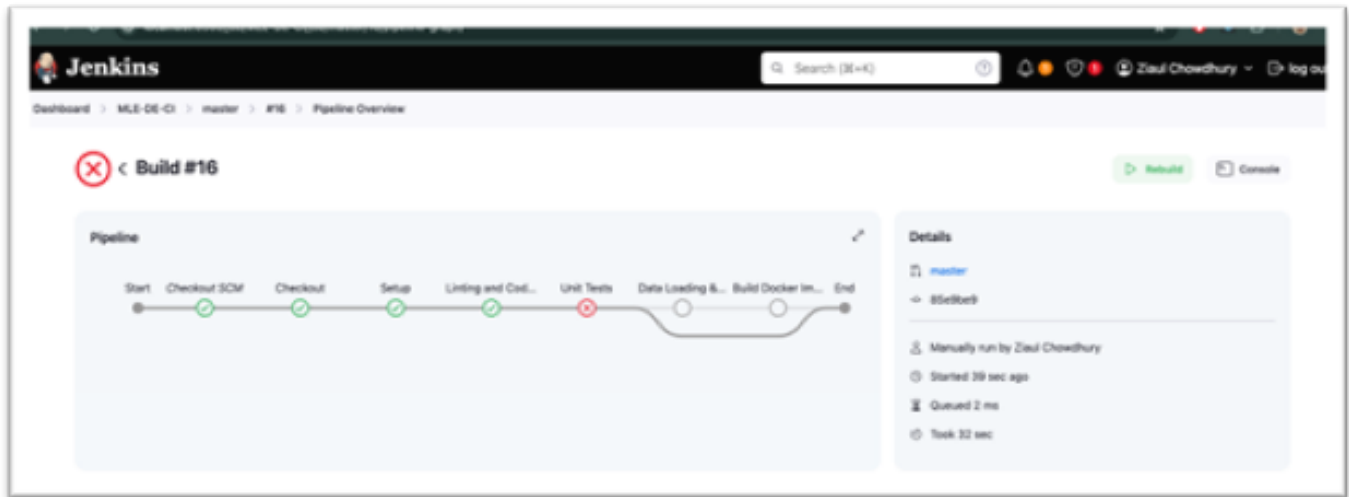 Jenkins
Search (⌘+K)
Ziaul Chowdhury
log ou
Dashboard > MLE-DE-CI > master > #16 > Pipeline Overview
Build #16
Rebuild
Console
Pipeline
Start Checkout SCM Checkout Setup Linting and Cod... Unit Tests Data Loading &... Build Docker Im... End
Details
master
85e9be9
Manually run by Ziaul Chowdhury
Started 39 sec ago
Queued 2 ms
Took 32 sec